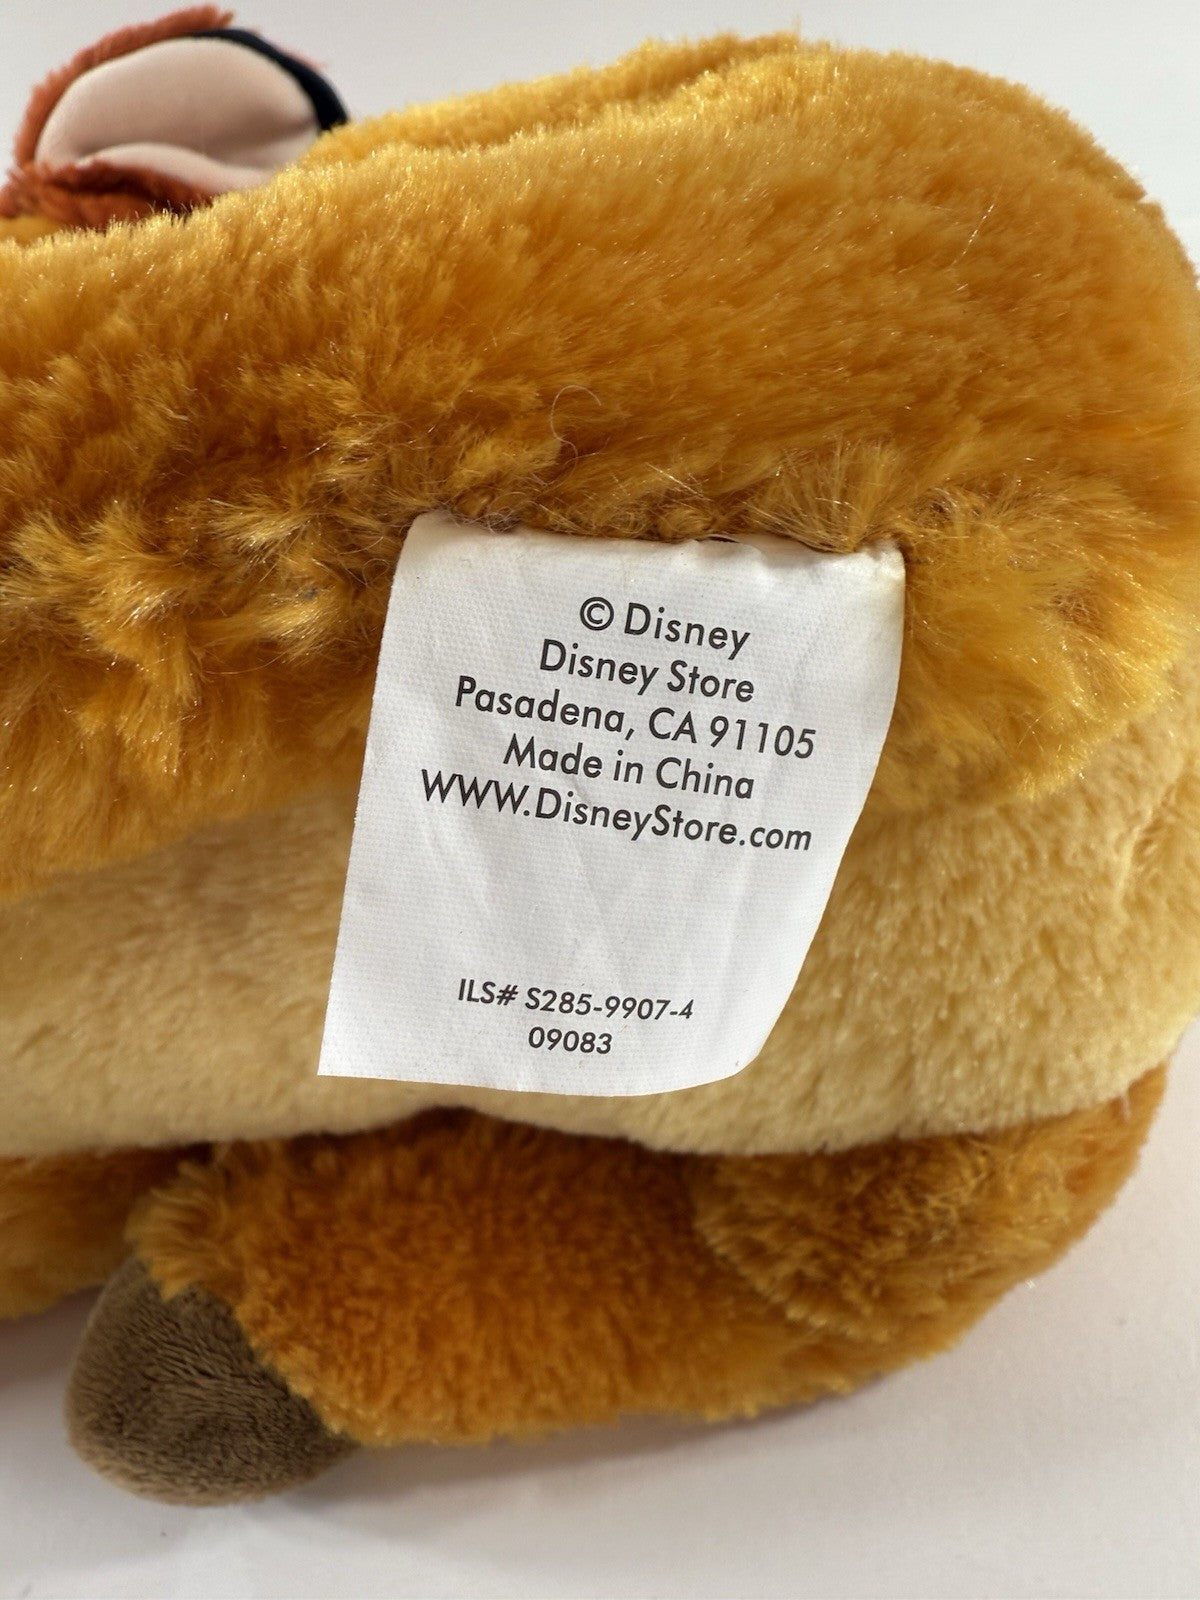 © Disney
Disney Store
Pasadena, CA 91105
Made in China
WWW.DisneyStore.com
ILS# S285-9907-4
09083